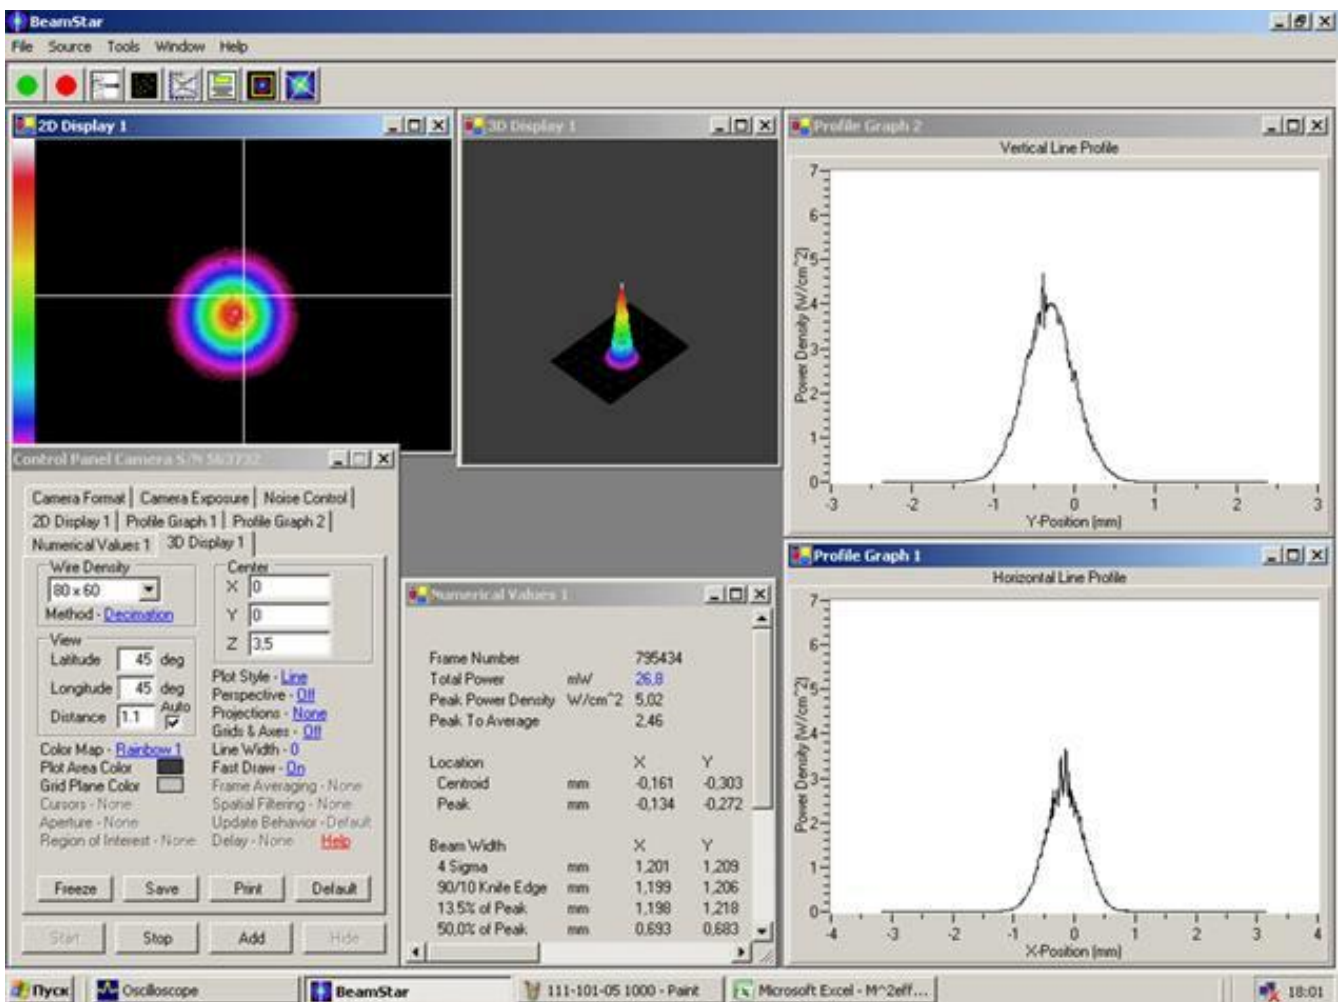 BeamStar
File Source Tools Window Help
2D Display 1
3D Display 1
Profile Graph 2
Vertical Line Profile
7
6
5
4
3
2
1
0
Power Density [W/cm^2]
-3 -2 -1 0 1 2 3
Y-Position [mm]
Control Panel Camera S/N 563732
Camera Format Camera Exposure Noise Control
2D Display 1 Profile Graph 1 Profile Graph 2
Numerical Values 1 3D Display 1
Wire Density
80 x 60
Method - Decimation
Center
X 0
Y 0
Z 3.5
View
Latitude 45 deg
Longitude 45 deg
Distance 1.1 Auto
Plot Style - Line
Perspective - Off
Projections - None
Grids & Axes - Off
Color Map - Rainbow 1 Line Width - 0
Plot Area Color Fast Draw - On
Grid Plane Color Frame Averaging - None
Cursors - None Spatial Filtering - None
Aperture - None Update Behavior - Default
Region of Interest - None Delay - None Help
Freeze Save Print Default
Start Stop Add Hide
Numerical Values 1
Frame Number 795434
Total Power mW 26,8
Peak Power Density W/cm^2 5,02
Peak To Average 2,46
Location X Y
Centroid mm -0,161 -0,303
Peak mm -0,134 -0,272
Beam Width X Y
4 Sigma mm 1,201 1,209
90/10 Knife Edge mm 1,199 1,206
13.5% of Peak mm 1,198 1,218
50.0% of Peak mm 0,693 0,683
Profile Graph 1
Horizontal Line Profile
7
6
5
4
3
2
1
0
Power Density [W/cm^2]
-4 -3 -2 -1 0 1 2 3 4
X-Position [mm]
Пуск Oscilloscope BeamStar 111-101-05 1000 - Paint Microsoft Excel - M^2eff... 18:01